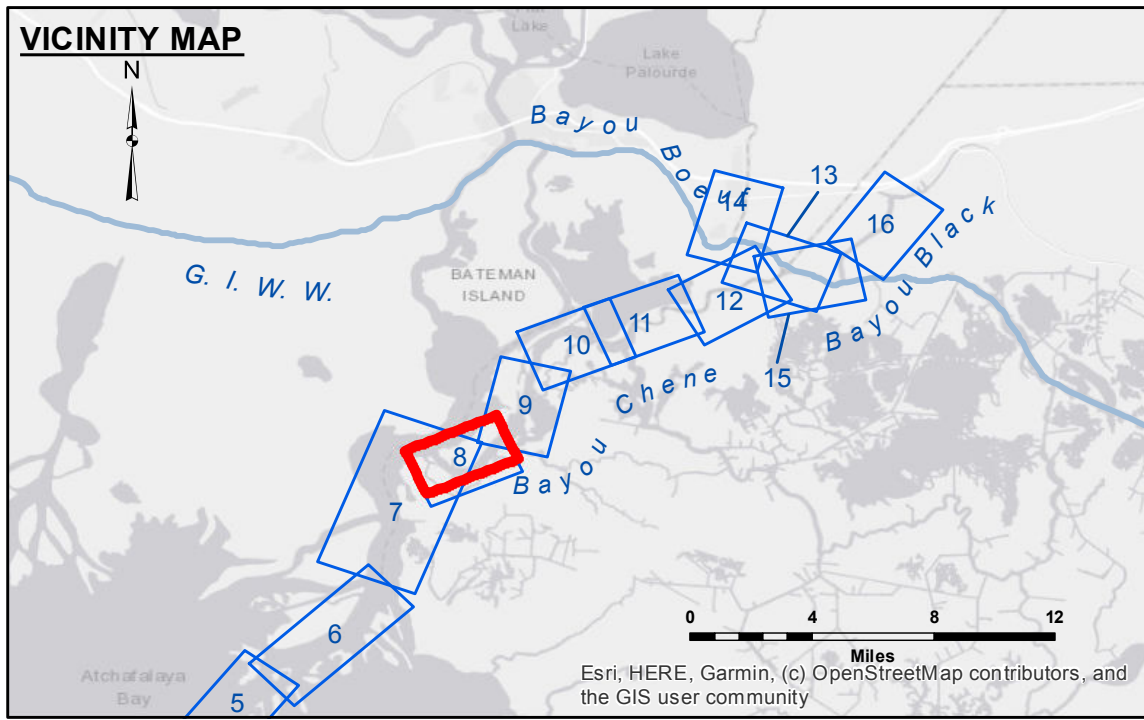 VICINITY MAP
N
Lake
Lake
Palourde
Bayou
Boeuf
13
14
16
Bayou Black
G. I. W. W.
BATEMAN
ISLAND
12
11
10
15
Chene
9
8
Bayou
7
6
5
Atchafalaya
Bay
0 4 8 12
Miles
Esri, HERE, Garmin, (c) OpenStreetMap contributors, and
the GIS user community